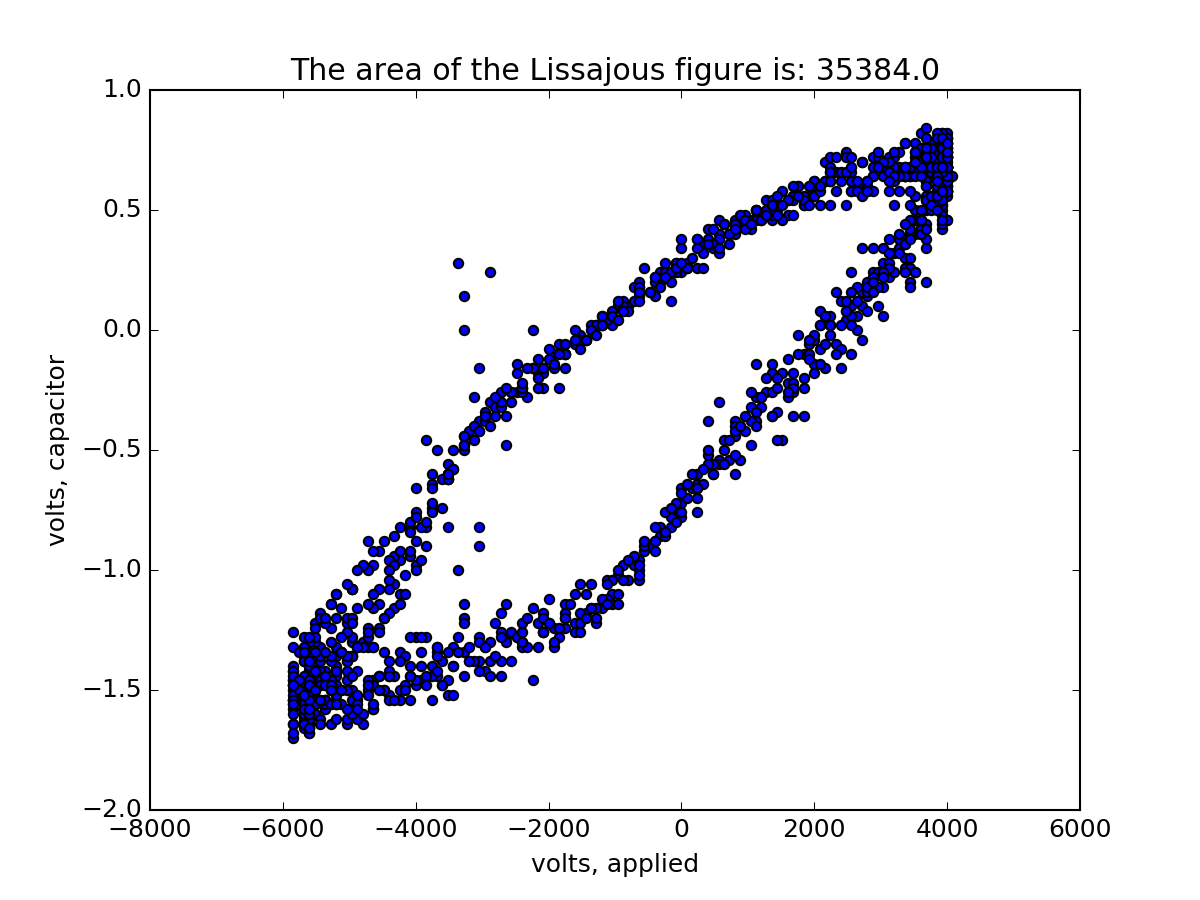 The area of the Lissajous figure is: 35384.0
1.0
0.5
0.0
−0.5
−1.0
−1.5
−2.0
volts, capacitor
−8000 −6000 −4000 −2000 0 2000 4000 6000
volts, applied